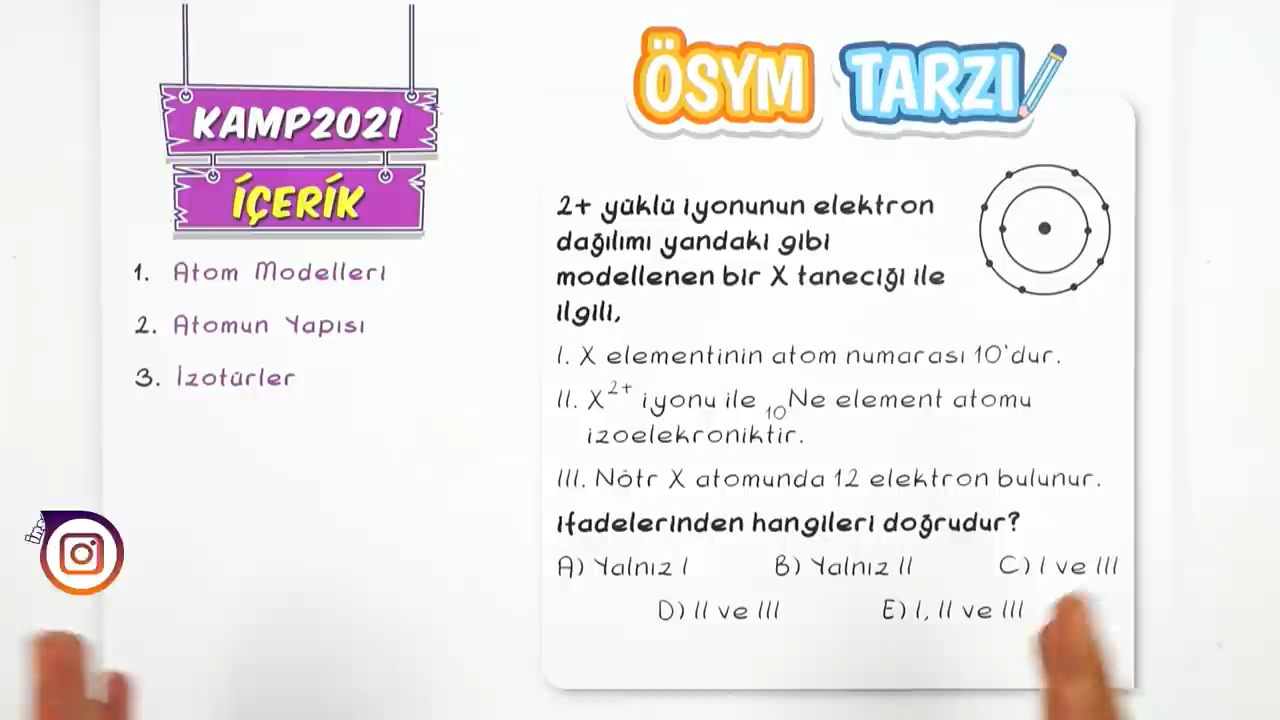 KAMP2021
İÇERİK
1. Atom Modelleri
2. Atomun Yapısı
3. İzotürler
ÖSYM TARZI
2+ yüklü iyonunun elektron
dağılımı yandaki gibi
modellenen bir X taneciği ile
ilgili,
I. X elementinin atom numarası 10'dur.
II. X²⁺ iyonu ile ₁₀Ne element atomu
izoelekroniktir.
III. Nötr X atomunda 12 elektron bulunur.
ifadelerinden hangileri doğrudur?
A) Yalnız I B) Yalnız II C) I ve III
D) II ve III E) I, II ve III